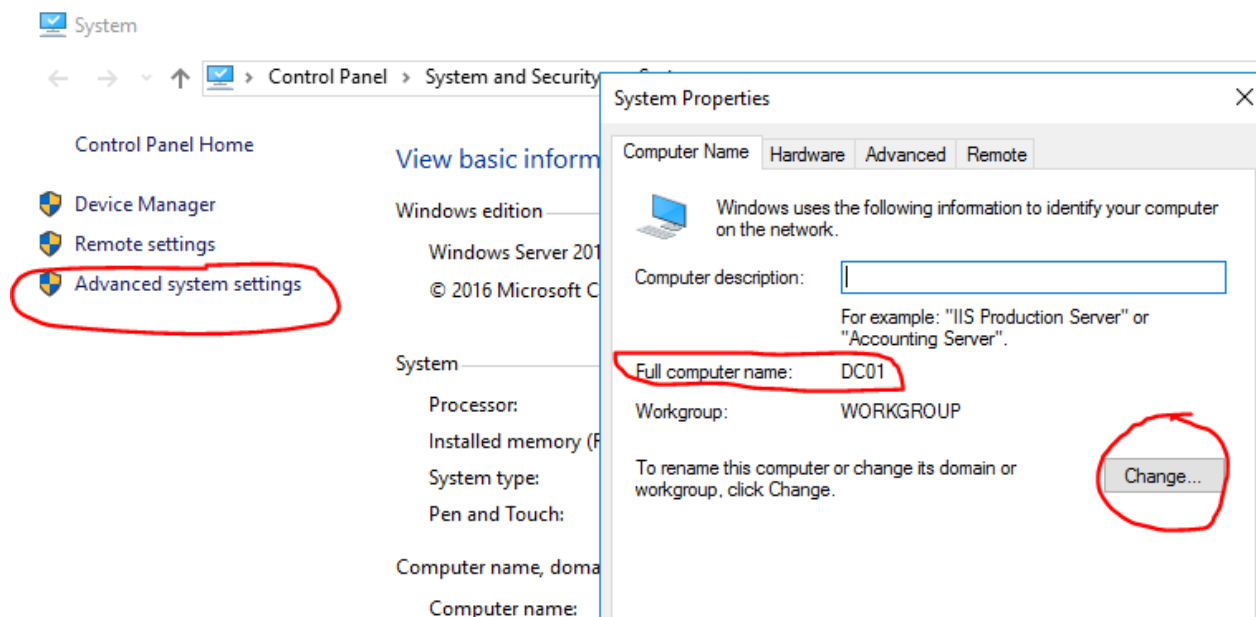 System
Control Panel > System and Security
Control Panel Home
Device Manager
Remote settings
Advanced system settings
View basic inform
Windows edition
Windows Server 201
© 2016 Microsoft C
System
Processor:
Installed memory (R
System type:
Pen and Touch:
Computer name, doma
Computer name:
System Properties
Computer Name
Hardware
Advanced
Remote
Windows uses the following information to identify your computer
on the network.
Computer description:
For example: "IIS Production Server" or
"Accounting Server".
Full computer name: DC01
Workgroup: WORKGROUP
To rename this computer or change its domain or
workgroup, click Change.
Change...